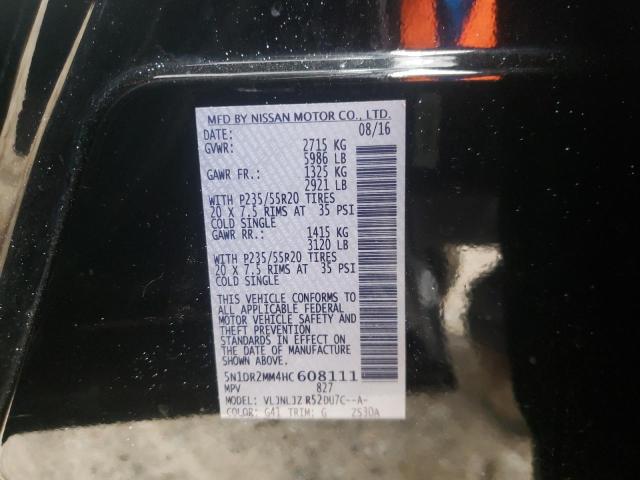 MFD BY NISSAN MOTOR CO., LTD.
DATE: 08/16
GVWR: 2715 KG
5986 LB
GAWR FR.: 1325 KG
2921 LB
WITH P235/55R20 TIRES
20 X 7.5 RIMS AT 35 PSI
COLD SINGLE
GAWR RR.: 1415 KG
3120 LB
WITH P235/55R20 TIRES
20 X 7.5 RIMS AT 35 PSI
COLD SINGLE
THIS VEHICLE CONFORMS TO
ALL APPLICABLE FEDERAL
MOTOR VEHICLE SAFETY AND
THEFT PREVENTION
STANDARDS IN EFFECT ON
THE DATE OF MANUFACTURE
SHOWN ABOVE.
5N1DR2MM4HC608111
MPV 827
MODEL: VLJNLJZ R52DU7C--A-
COLOR: G41 TRIM: G 2530A